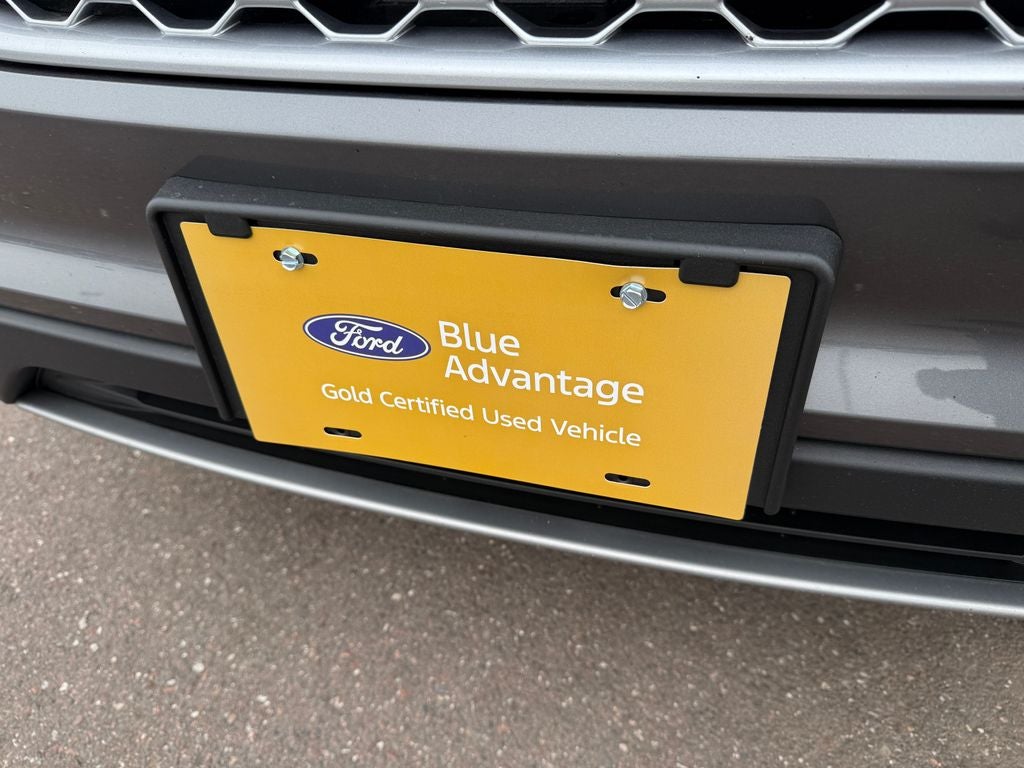 Ford
Blue
Advantage
Gold Certified Used Vehicle